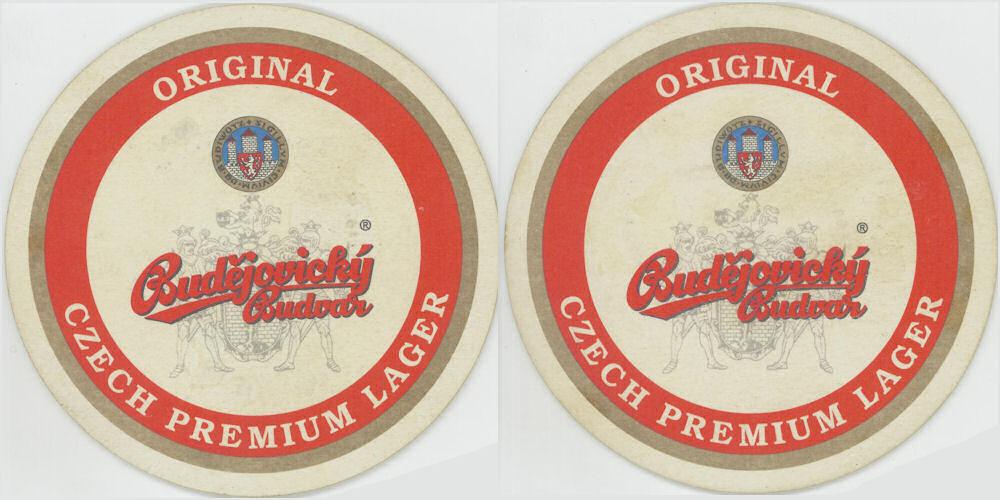 ORIGINAL
® 
Budějovický
Budvar
CZECH PREMIUM LAGER
ORIGINAL
®
Budějovický
Budvar
CZECH PREMIUM LAGER